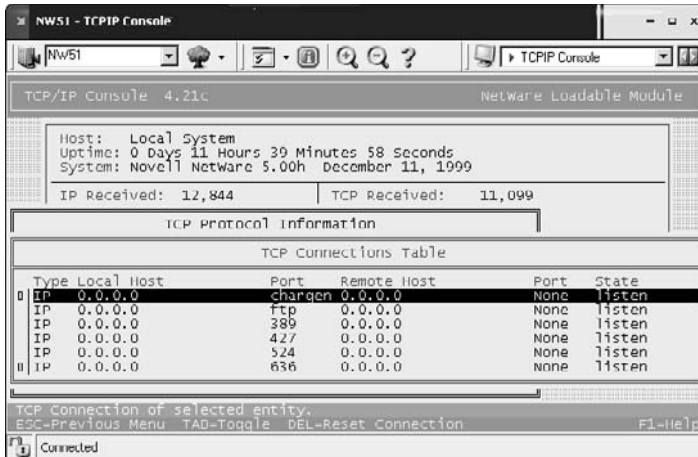 NW51 - TCPIP Console
NW51
TCPIP Console
TCP/IP Console 4.21c NetWare Loadable Module
Host: Local System
Uptime: 0 Days 11 Hours 39 Minutes 58 Seconds
System: Novell NetWare 5.00h December 11, 1999
IP Received: 12,844 TCP Received: 11,099
TCP Protocol Information
TCP Connections Table
Type Local Host Port Remote Host Port State
IP 0.0.0.0 chargen 0.0.0.0 None listen
IP 0.0.0.0 ftp 0.0.0.0 None listen
IP 0.0.0.0 389 0.0.0.0 None listen
IP 0.0.0.0 427 0.0.0.0 None listen
IP 0.0.0.0 524 0.0.0.0 None listen
IP 0.0.0.0 636 0.0.0.0 None listen
TCP Connection of selected entity.
ESC-Previous Menu TAB-Toggle DEL-Reset Connection F1-Help
Connected